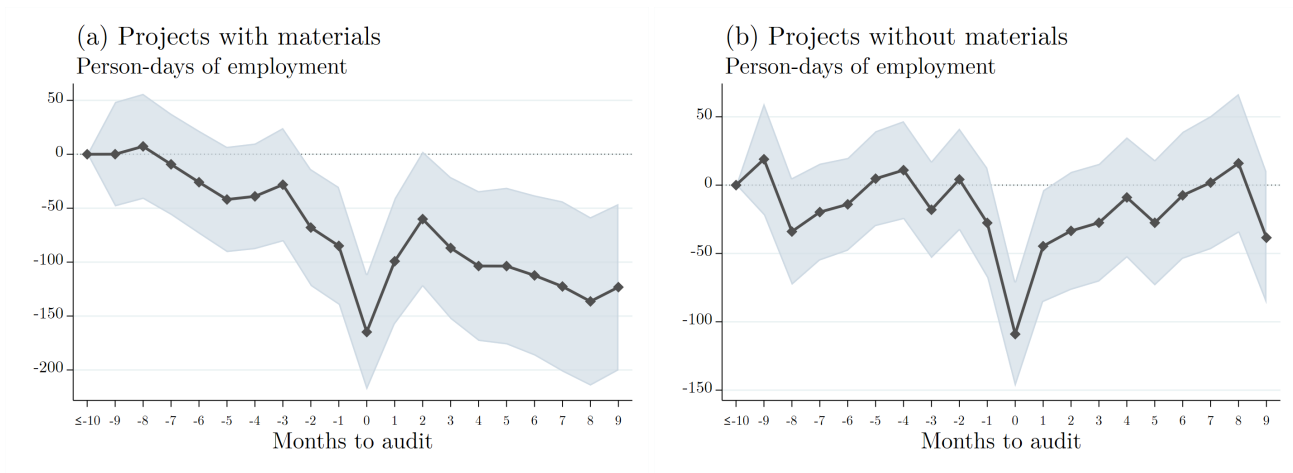 (a) Projects with materials
Person-days of employment
50
0
-50
-100
-150
-200
≤-10 -9 -8 -7 -6 -5 -4 -3 -2 -1 0 1 2 3 4 5 6 7 8 9
Months to audit
(b) Projects without materials
Person-days of employment
50
0
-50
-100
-150
≤-10 -9 -8 -7 -6 -5 -4 -3 -2 -1 0 1 2 3 4 5 6 7 8 9
Months to audit